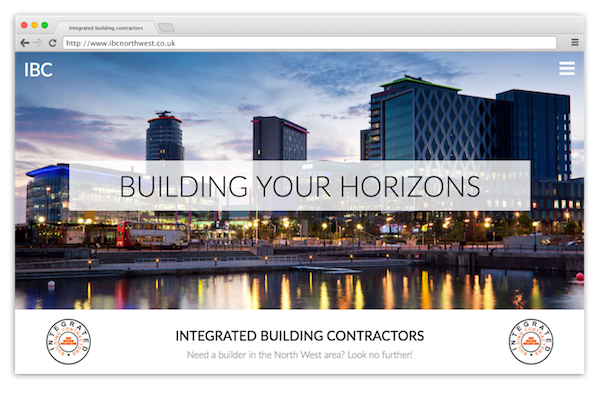 Integrated building contractors
http://www.ibcnorthwest.co.uk
IBC
BUILDING YOUR HORIZONS
INTEGRATED BUILDING CONTRACTORS
Need a builder in the North West area? Look no further!
INTEGRATED
INTEGRATED